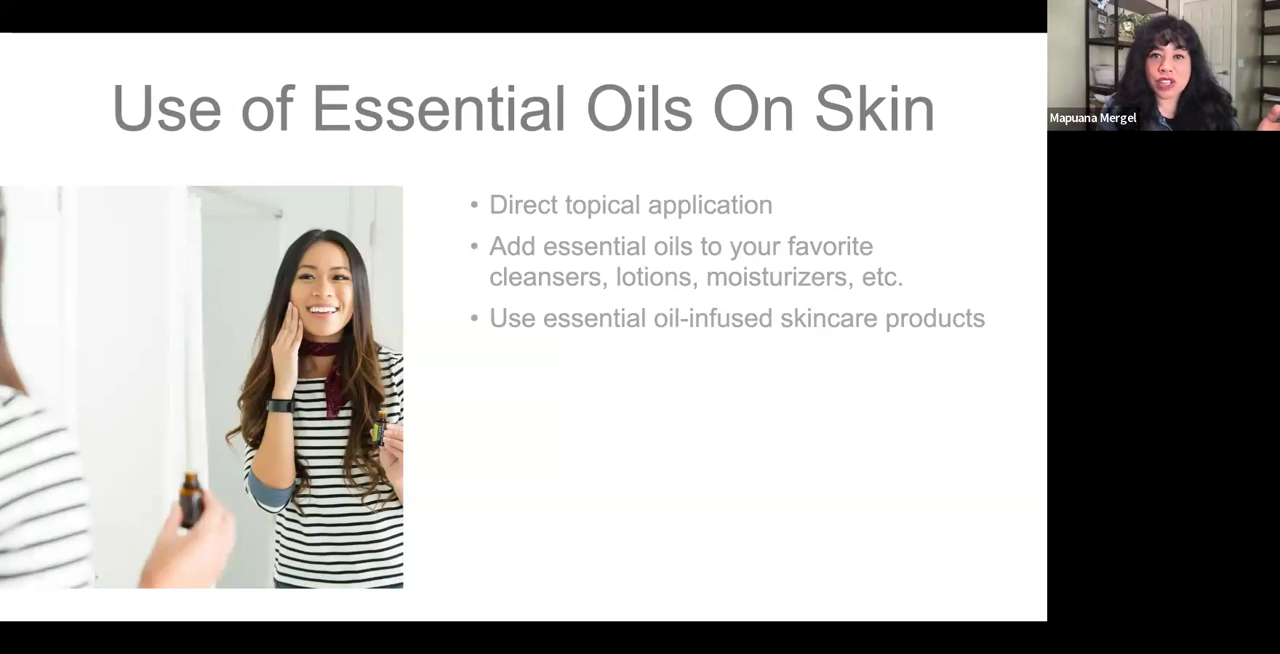 Use of Essential Oils On Skin
Mapuana Mergel
• Direct topical application
• Add essential oils to your favorite
cleansers, lotions, moisturizers, etc.
• Use essential oil-infused skincare products